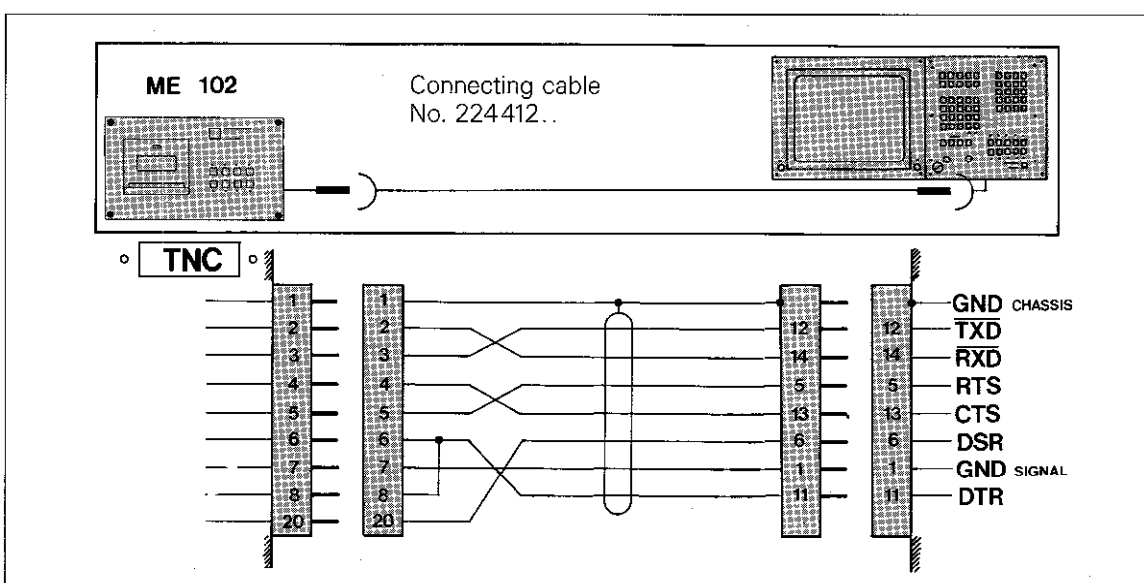 ME 102
Connecting cable
No. 224412..
TNC
1 1 GND CHASSIS
2 2 12 12 TXD
3 3 14 14 RXD
4 4 5 5 RTS
5 5 13 13 CTS
6 6 6 6 DSR
7 7 1 1 GND SIGNAL
8 8 11 11 DTR
20 20